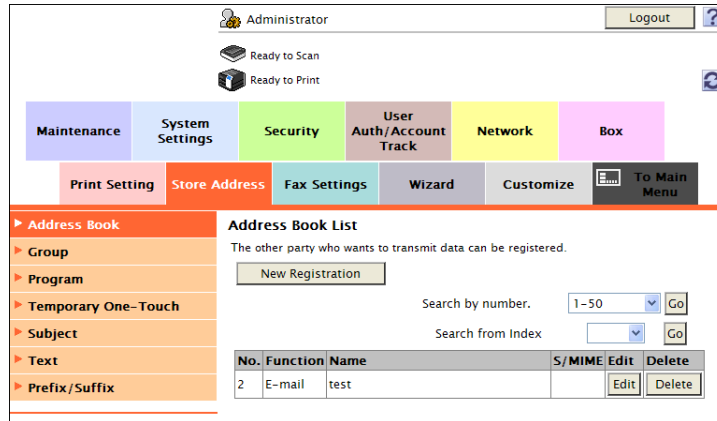 Administrator
Logout
?
Ready to Scan
Ready to Print
Maintenance
System
Settings
Security
User
Auth/Account
Track
Network
Box
Print Setting
Store Address
Fax Settings
Wizard
Customize
To Main
Menu
Address Book
Group
Program
Temporary One-Touch
Subject
Text
Prefix/Suffix
Address Book List
The other party who wants to transmit data can be registered.
New Registration
Search by number. 1-50 Go
Search from Index Go
No. Function Name S/MIME Edit Delete
2 E-mail test Edit Delete